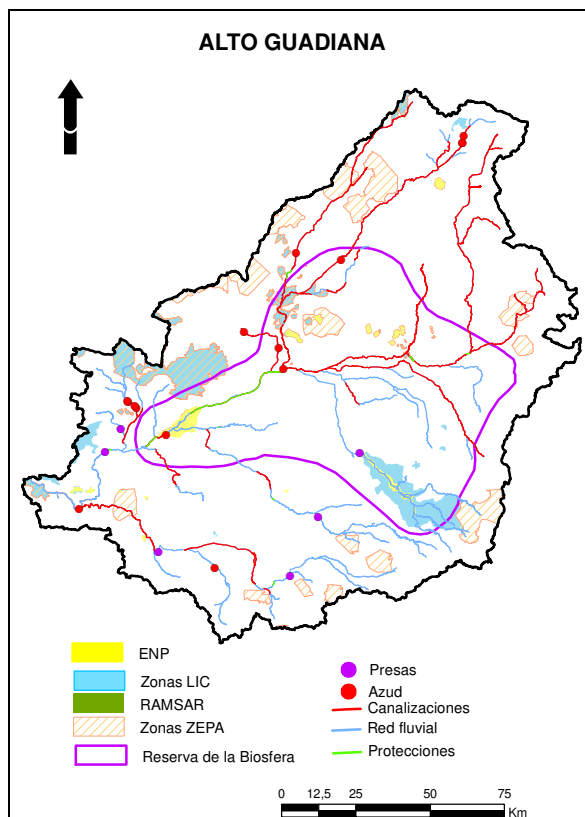 ALTO GUADIANA
ENP
Zonas LIC
RAMSAR
Zonas ZEPA
Reserva de la Biosfera
Presas
Azud
Canalizaciones
Red fluvial
Protecciones
0 12,5 25 50 75
Km